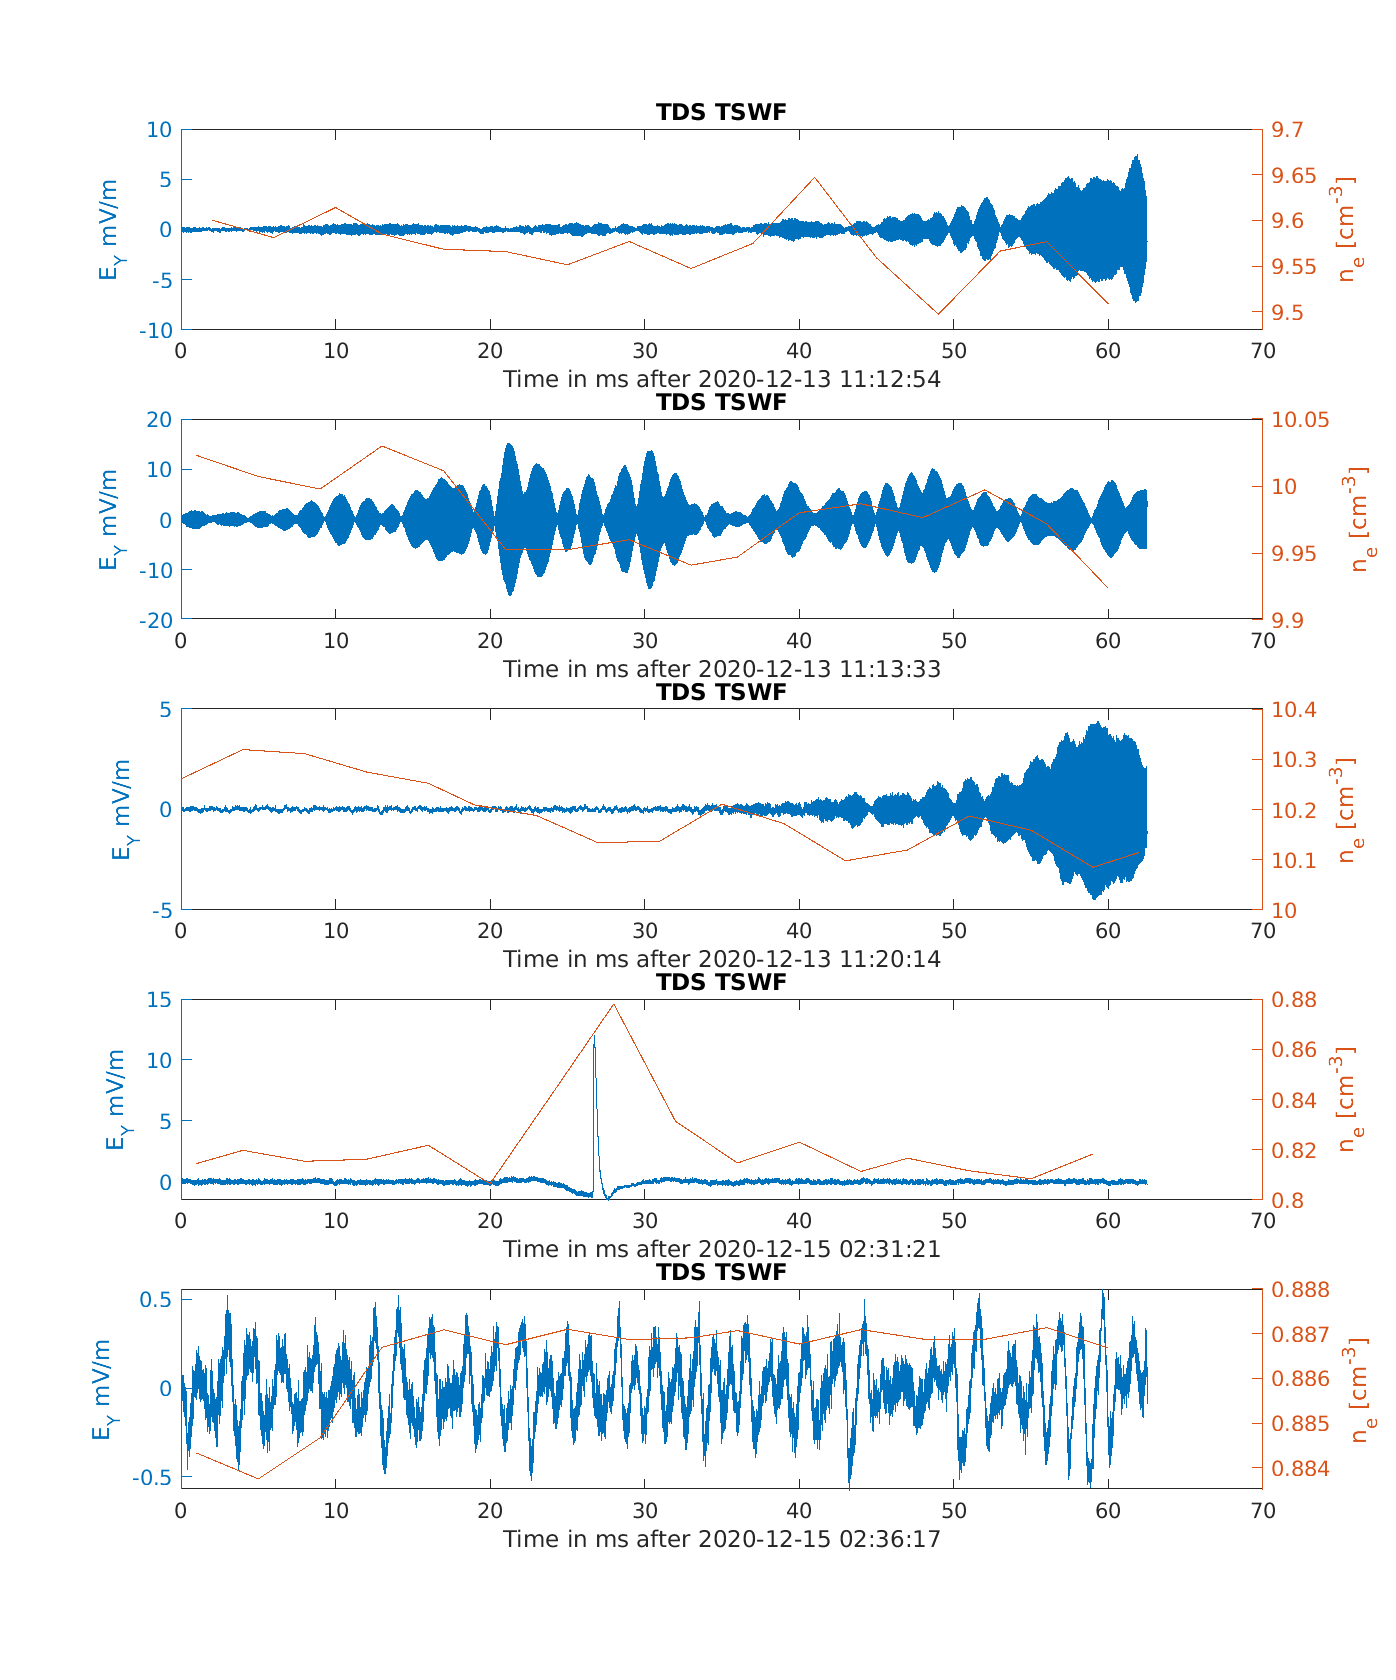 TDS TSWF
10
5
0
-5
-10
E_Y mV/m
9.7
9.65
9.6
9.55
9.5
n_e [cm^-3]
0 10 20 30 40 50 60 70
Time in ms after 2020-12-13 11:12:54
TDS TSWF
20
10
0
-10
-20
E_Y mV/m
10.05
10
9.95
9.9
n_e [cm^-3]
0 10 20 30 40 50 60 70
Time in ms after 2020-12-13 11:13:33
TDS TSWF
5
0
-5
E_Y mV/m
10.4
10.3
10.2
10.1
10
n_e [cm^-3]
0 10 20 30 40 50 60 70
Time in ms after 2020-12-13 11:20:14
TDS TSWF
15
10
5
0
E_Y mV/m
0.88
0.86
0.84
0.82
0.8
n_e [cm^-3]
0 10 20 30 40 50 60 70
Time in ms after 2020-12-15 02:31:21
TDS TSWF
0.5
0
-0.5
E_Y mV/m
0.888
0.887
0.886
0.885
0.884
n_e [cm^-3]
0 10 20 30 40 50 60 70
Time in ms after 2020-12-15 02:36:17